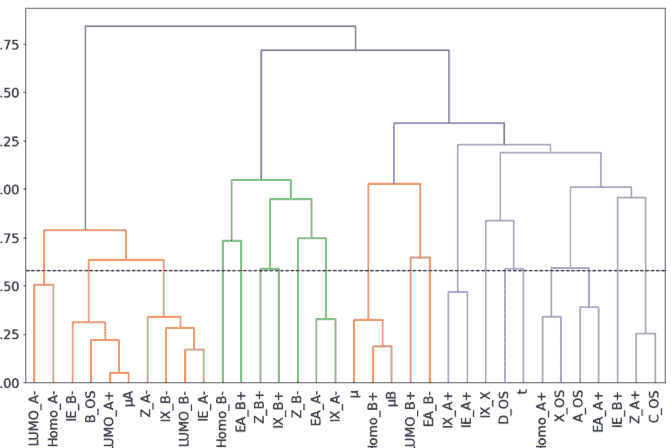 .75
.50
.25
.00
.75
.50
.25
.00
LUMO_A-
Homo_A-
IE_B-
B_OS
LUMO_A+
μA
Z_A-
IX_B-
LUMO_B-
IE_A-
Homo_B-
EA_B+
Z_B+
IX_B+
Z_B-
EA_A-
IX_A-
μ
Homo_B+
μB
LUMO_B+
EA_B-
IX_A+
IE_A+
IX_X
D_OS
t
Homo_A+
X_OS
A_OS
EA_A+
IE_B+
Z_A+
C_OS